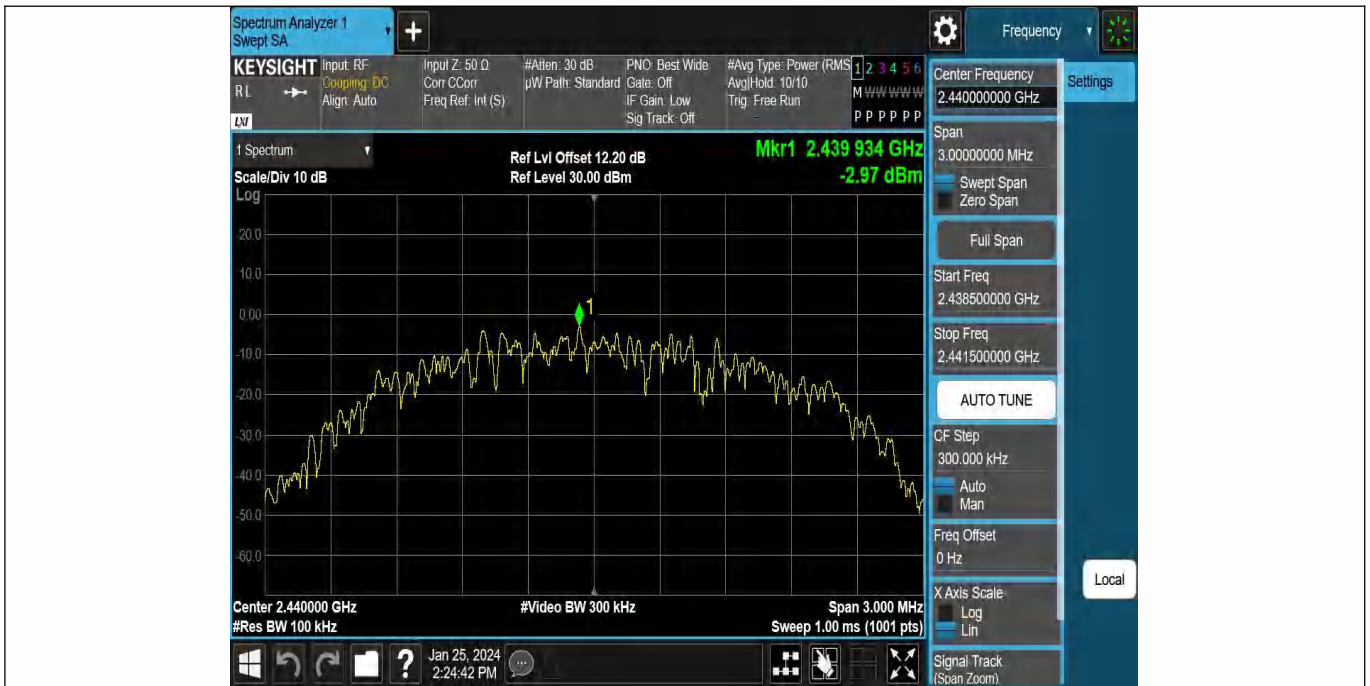 Spectrum Analyzer 1
Swept SA
+
Frequency
KEYSIGHT
RL
LXI
Input: RF
Coupling: DC
Align: Auto
Input Z: 50 Ω
Corr CCorr
Freq Ref: Int (S)
#Atten: 30 dB
µW Path: Standard
PNO: Best Wide
Gate: Off
IF Gain: Low
Sig Track: Off
#Avg Type: Power (RMS
Avg|Hold: 10/10
Trig: Free Run
1 2 3 4 5 6
M W W W W W
P P P P P P
1 Spectrum
Scale/Div 10 dB
Ref Lvl Offset 12.20 dB
Ref Level 30.00 dBm
Mkr1 2.439 934 GHz
-2.97 dBm
Log
20.0
10.0
0.00
-10.0
-20.0
-30.0
-40.0
-50.0
-60.0
1
Center 2.440000 GHz
#Res BW 100 kHz
#Video BW 300 kHz
Span 3.000 MHz
Sweep 1.00 ms (1001 pts)
?
Jan 25, 2024
2:24:42 PM
Center Frequency
2.440000000 GHz
Settings
Span
3.00000000 MHz
Swept Span
Zero Span
Full Span
Start Freq
2.438500000 GHz
Stop Freq
2.441500000 GHz
AUTO TUNE
CF Step
300.000 kHz
Auto
Man
Freq Offset
0 Hz
X Axis Scale
Log
Lin
Local
Signal Track
(Span Zoom)